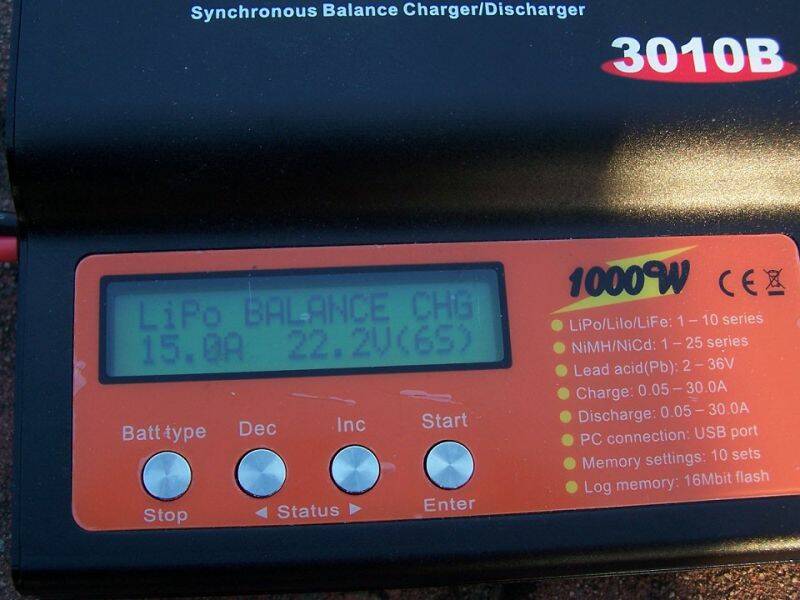 Synchronous Balance Charger/Discharger
3010B
1000W
CE
LiPo BALANCE CHG
15.0A 22.2V(6S)
LiPo/LiIo/LiFe: 1 – 10 series
NiMH/NiCd: 1 – 25 series
Lead acid(Pb): 2 – 36V
Charge: 0.05 – 30.0A
Discharge: 0.05 – 30.0A
PC connection: USB port
Memory settings: 10 sets
Log memory: 16Mbit flash
Batt type Dec Inc Start
Stop ◄ Status ► Enter